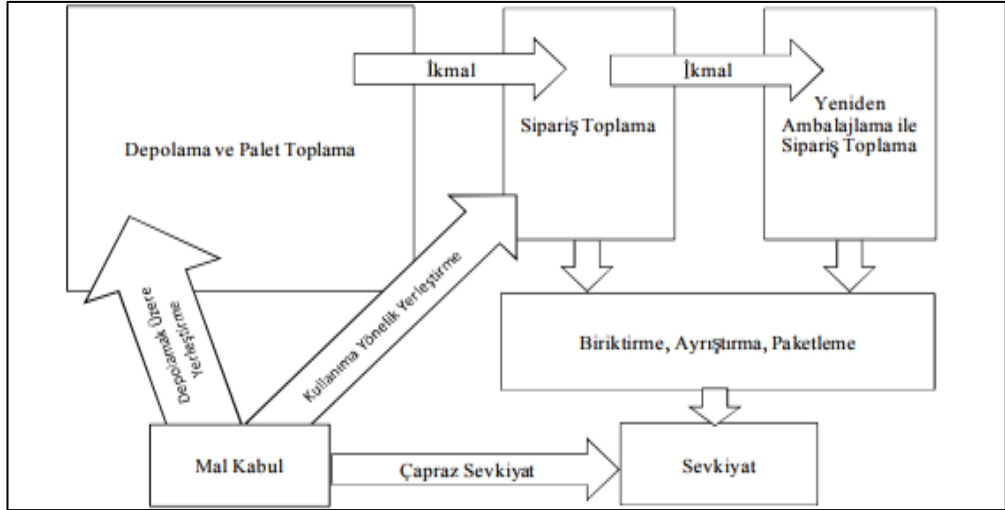 İkmal
İkmal
Depolama ve Palet Toplama
Sipariş Toplama
Yeniden
Ambalajlama ile
Sipariş Toplama
Depolamak Üzere
Yerleştirme
Kullanıma Yönelik Yerleştirme
Biriktirme, Ayrıştırma, Paketleme
Mal Kabul
Çapraz Sevkiyat
Sevkiyat